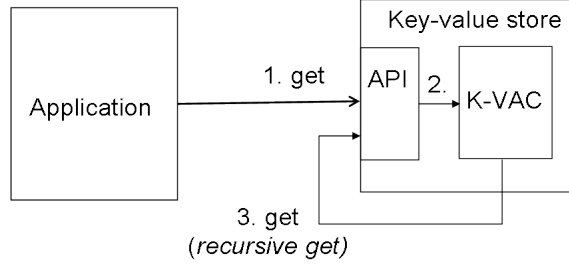 Key-value store
1. get
API
2.
Application
K-VAC
3. get
(recursive get)